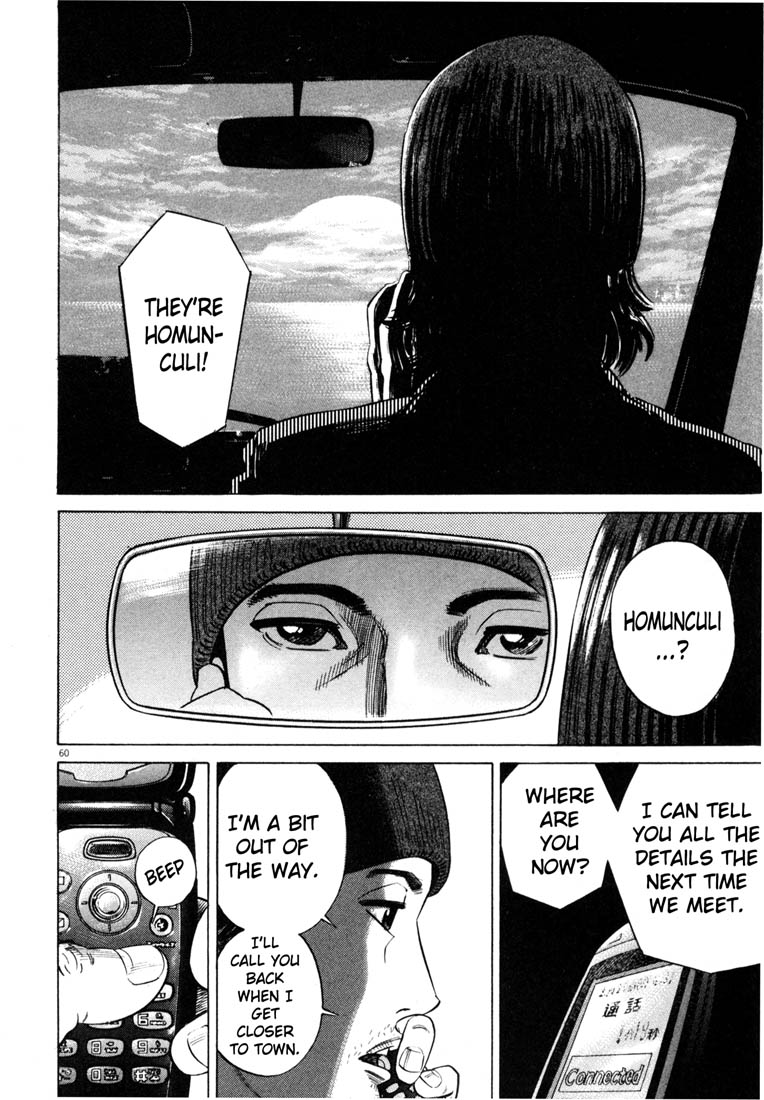 THEY'RE
HOMUN-
CULI!
HOMUNCULI
...?
60
I CAN TELL
YOU ALL THE
DETAILS THE
NEXT TIME
WE MEET.
WHERE
ARE
YOU
NOW?
通話
秒
Connected
I'M A BIT
OUT OF
THE WAY.
I'LL
CALL YOU
BACK
WHEN I
GET
CLOSER
TO TOWN.
BEEP